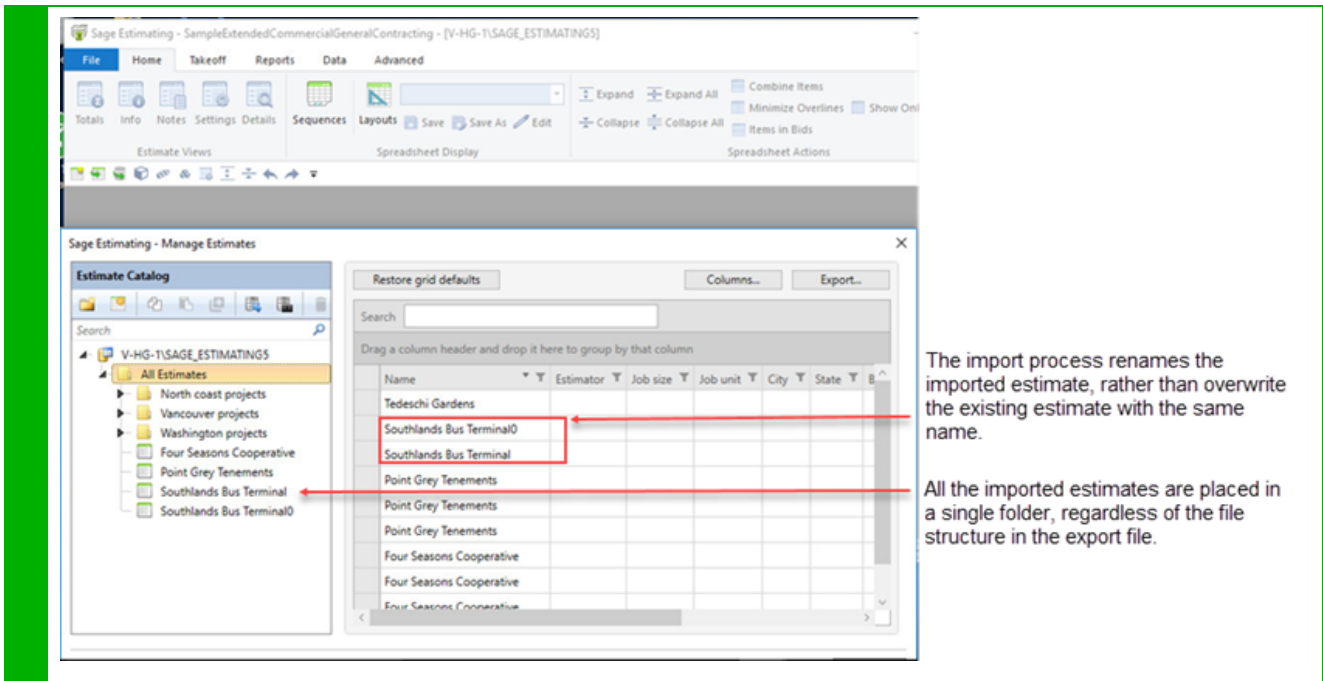 Sage Estimating - SampleExtendedCommercialGeneralContracting - [V-HG-1\SAGE_ESTIMATING5]
File Home Takeoff Reports Data Advanced
Totals Info Notes Settings Details Sequences Layouts Save Save As Edit
Expand Expand All
Collapse Collapse All
Combine Items
Minimize Overlines Show Onl
Items in Bids
Estimate Views Spreadsheet Display Spreadsheet Actions
Sage Estimating - Manage Estimates
Estimate Catalog
Search
V-HG-1\SAGE_ESTIMATING5
All Estimates
North coast projects
Vancouver projects
Washington projects
Four Seasons Cooperative
Point Grey Tenements
Southlands Bus Terminal
Southlands Bus Terminal0
Restore grid defaults Columns... Export...
Search
Drag a column header and drop it here to group by that column
Name Estimator Job size Job unit City State B
Tedeschi Gardens
Southlands Bus Terminal0
Southlands Bus Terminal
Point Grey Tenements
Point Grey Tenements
Point Grey Tenements
Four Seasons Cooperative
Four Seasons Cooperative
Four Seasons Cooperative
The import process renames the
imported estimate, rather than overwrite
the existing estimate with the same
name.
All the imported estimates are placed in
a single folder, regardless of the file
structure in the export file.